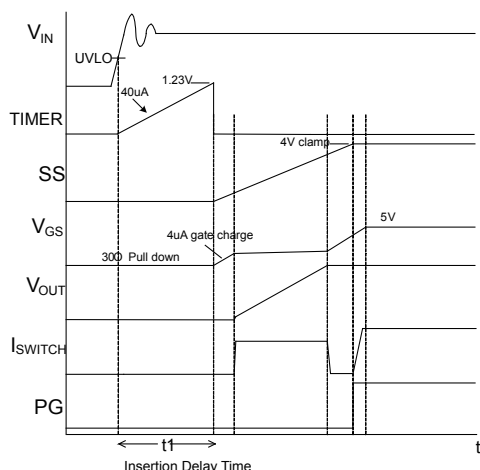 VIN
UVLO
1.23V
40uA
TIMER
4V clamp
SS
VGS
4uA gate charge
5V
300 Pull down
VOUT
ISWITCH
PG
t1
t
Insertion Delay Time